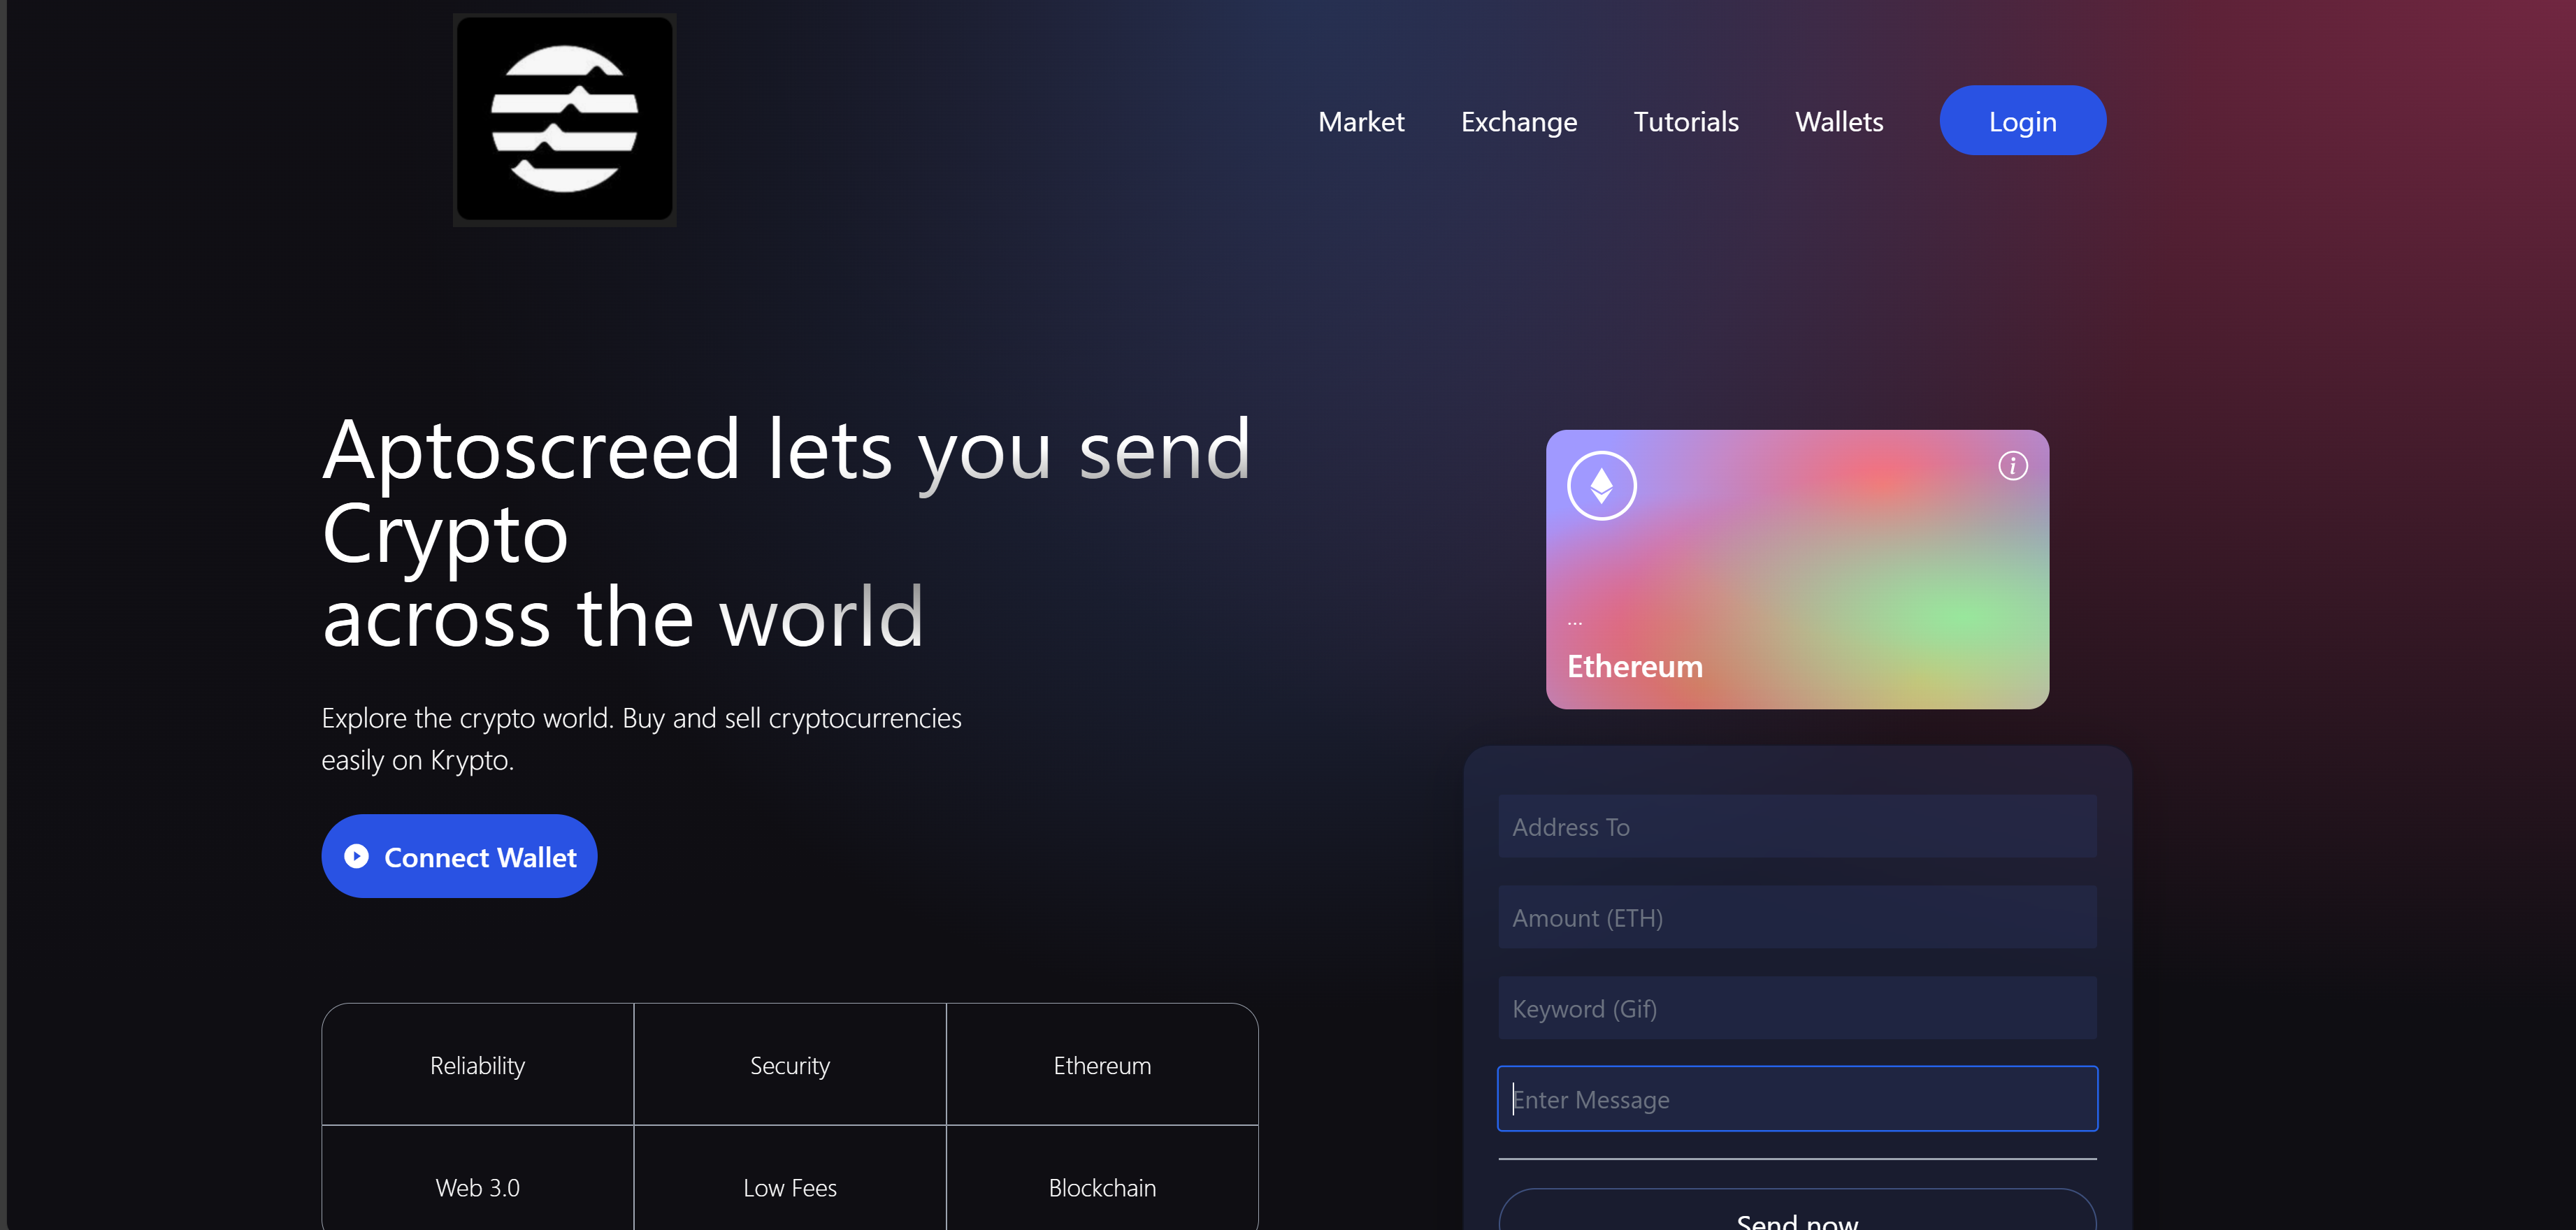 Market
Exchange
Tutorials
Wallets
Login
Aptoscreed lets you send
Crypto
across the world
Explore the crypto world. Buy and sell cryptocurrencies
easily on Krypto.
Connect Wallet
Reliability
Security
Ethereum
Web 3.0
Low Fees
Blockchain
...
Ethereum
Address To
Amount (ETH)
Keyword (Gif)
Enter Message
Send now